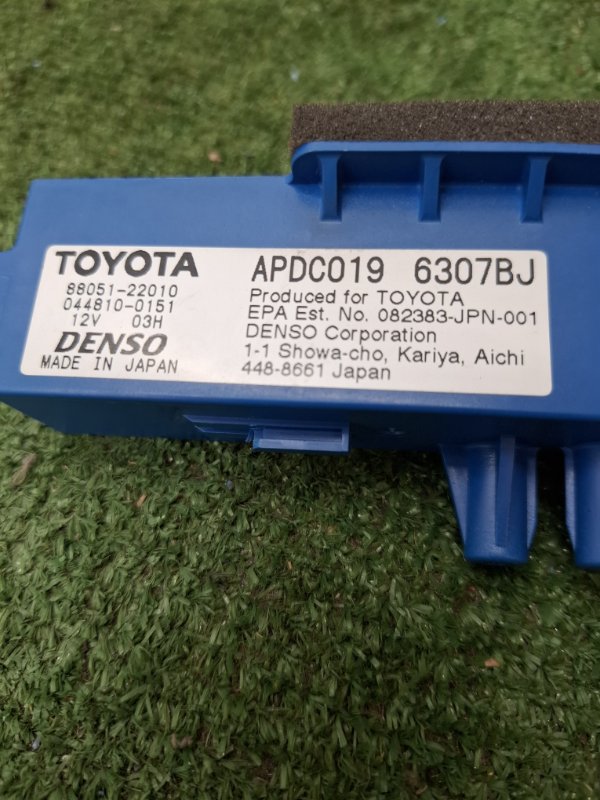 TOYOTA
88051-22010
044810-0151
12V 03H
DENSO
MADE IN JAPAN
APDC019 6307BJ
Produced for TOYOTA
EPA Est. No. 082383-JPN-001
DENSO Corporation
1-1 Showa-cho, Kariya, Aichi
448-8661 Japan